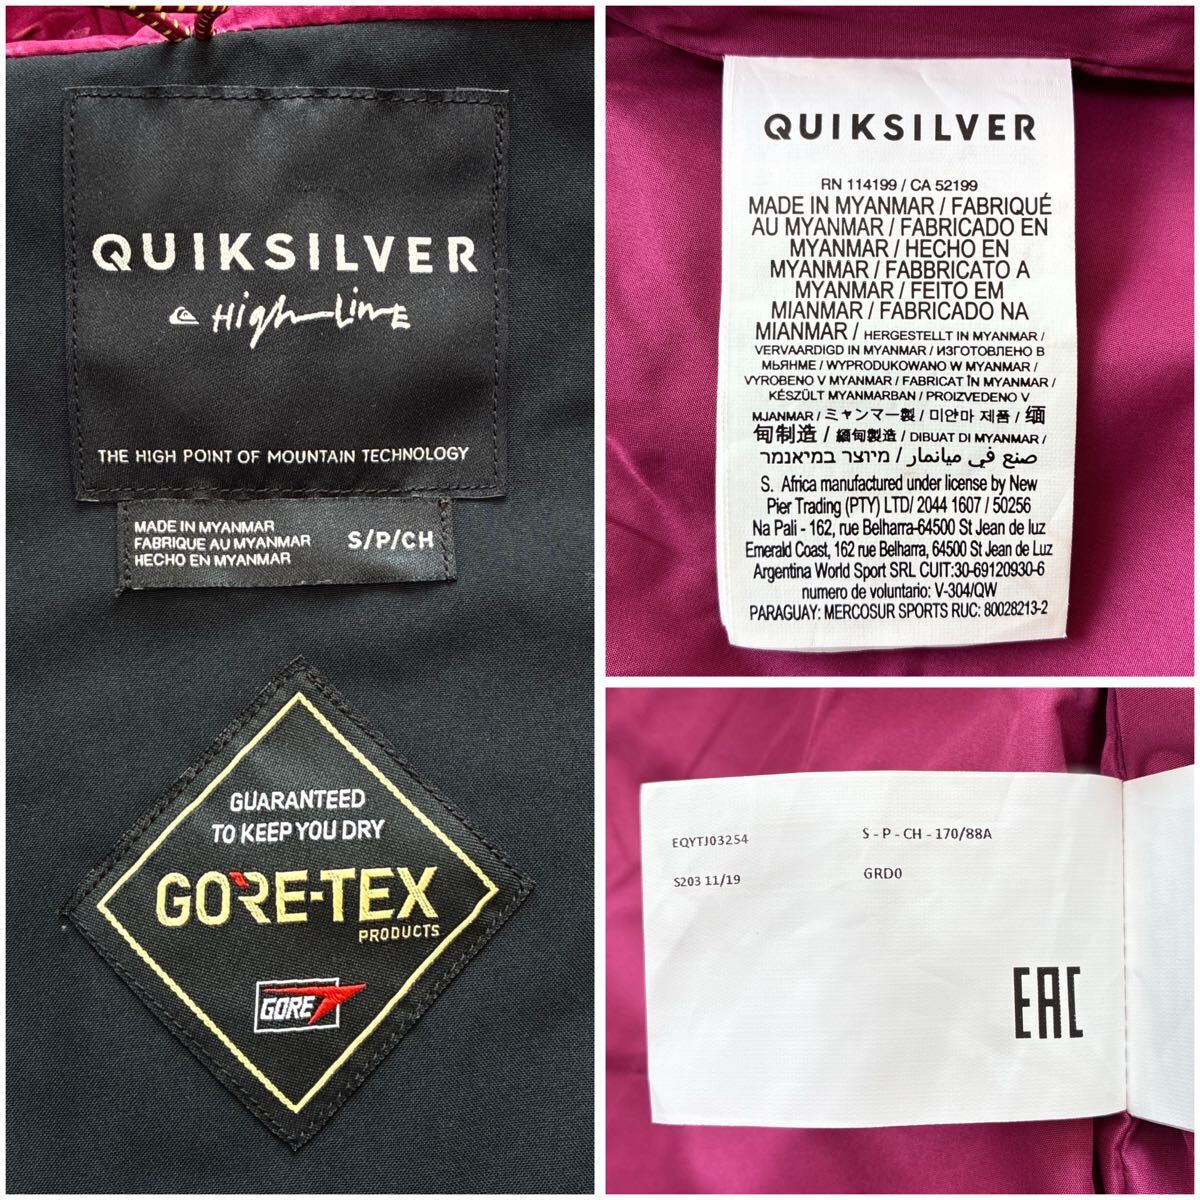 QUIKSILVER
High Line
THE HIGH POINT OF MOUNTAIN TECHNOLOGY
MADE IN MYANMAR
FABRIQUE AU MYANMAR
HECHO EN MYANMAR
S/P/CH
GUARANTEED
TO KEEP YOU DRY
GORE-TEX
PRODUCTS
GORE
QUIKSILVER
RN 114199 / CA 52199
MADE IN MYANMAR / FABRIQUÉ
AU MYANMAR / FABRICADO EN
MYANMAR / HECHO EN
MYANMAR / FABBRICATO A
MYANMAR / FEITO EM
MIANMAR / FABRICADO NA
MIANMAR / HERGESTELLT IN MYANMAR /
VERVAARDIGD IN MYANMAR / ИЗГОТОВЛЕНО В
МЬЯНМЕ / WYPRODUKOWANO W MYANMAR /
VYROBENO V MYANMAR / FABRICAT ÎN MYANMAR /
KÉSZÜLT MYANMARBAN / PROIZVEDENO V
MJANMAR / ミャンマー製 / 미얀마 제품 / 缅
甸制造 / 緬甸製造 / DIBUAT DI MYANMAR /
صنع في ميانمار / מיוצר במיאנמר
S. Africa manufactured under license by New
Pier Trading (PTY) LTD/ 2044 1607 / 50256
Na Pali - 162, rue Belharra-64500 St Jean de luz
Emerald Coast, 162 rue Belharra, 64500 St Jean de Luz
Argentina World Sport SRL CUIT:30-69120930-6
numero de voluntario: V-304/QW
PARAGUAY: MERCOSUR SPORTS RUC: 80028213-2
EQYTJ03254
S - P - CH - 170/88A
S203 11/19
GRD0
EAC